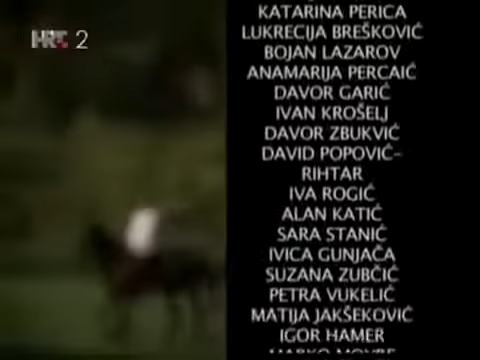 HRT 2
KATARINA PERICA
LUKRECIJA BREŠKOVIĆ
BOJAN LAZAROV
ANAMARIJA PERCAIĆ
DAVOR GARIĆ
IVAN KROŠELJ
DAVOR ZBUKVIĆ
DAVID POPOVIĆ-
RIHTAR
IVA ROGIĆ
ALAN KATIĆ
SARA STANIĆ
IVICA GUNJAČA
SUZANA ZUBČIĆ
PETRA VUKELIĆ
MATIJA JAKŠEKOVIĆ
IGOR HAMER